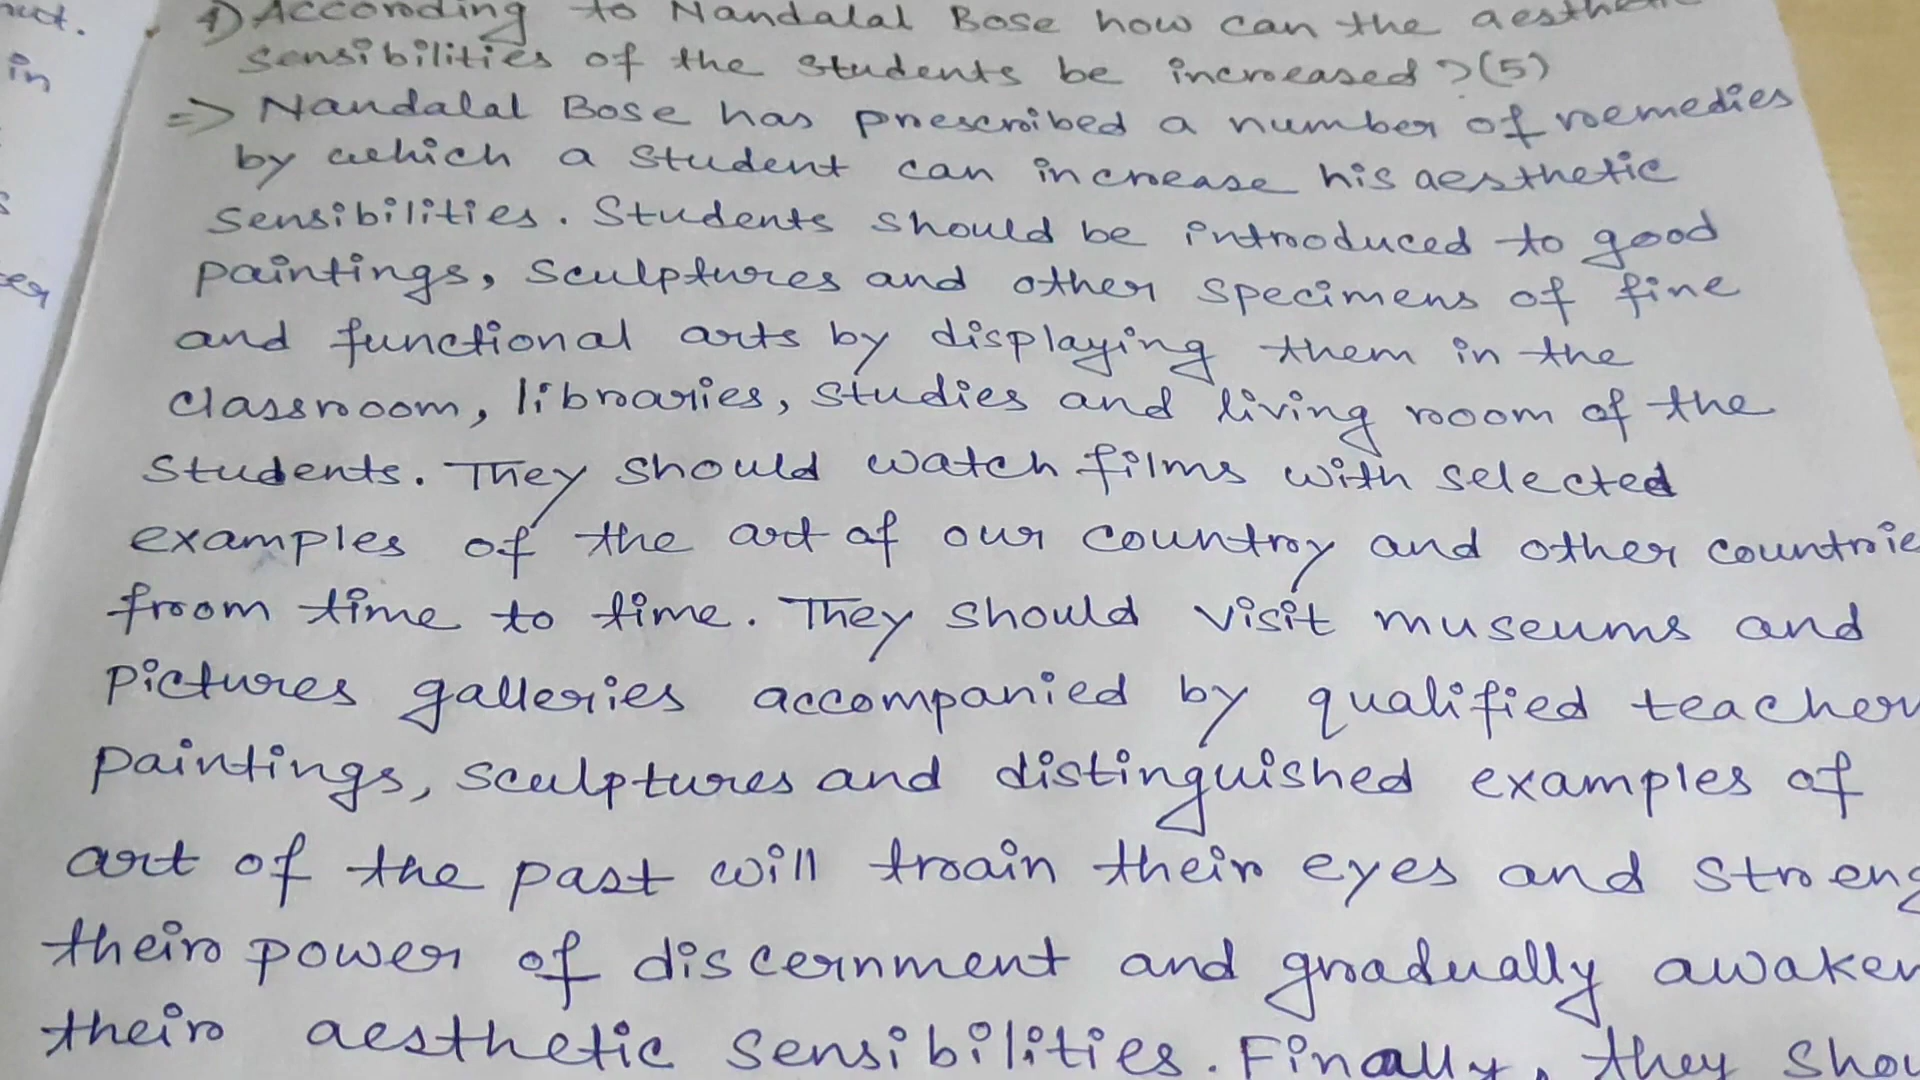 nct.
in
4) According to Nandalal Bose how can the aesthetic
sensibilities of the students be increased? (5)
=> Nandalal Bose has prescribed a number of remedies
by which a student can increase his aesthetic
sensibilities. Students should be introduced to good
paintings, sculptures and other specimens of fine
and functional arts by displaying them in the
classroom, libraries, studies and living room of the
students. They should watch films with selected
examples of the art of our country and other countrie
from time to time. They should visit museums and
pictures galleries accompanied by qualified teacher
paintings, sculptures and distinguished examples of
art of the past will train their eyes and streng
their power of discernment and gradually awaken
their aesthetic sensibilities. Finally, they shou